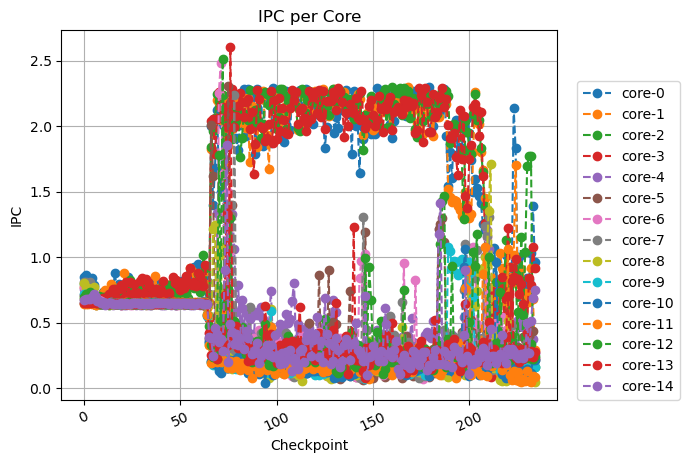 IPC per Core
IPC
2.5
2.0
1.5
1.0
0.5
0.0
0
50
100
150
200
Checkpoint
core-0
core-1
core-2
core-3
core-4
core-5
core-6
core-7
core-8
core-9
core-10
core-11
core-12
core-13
core-14